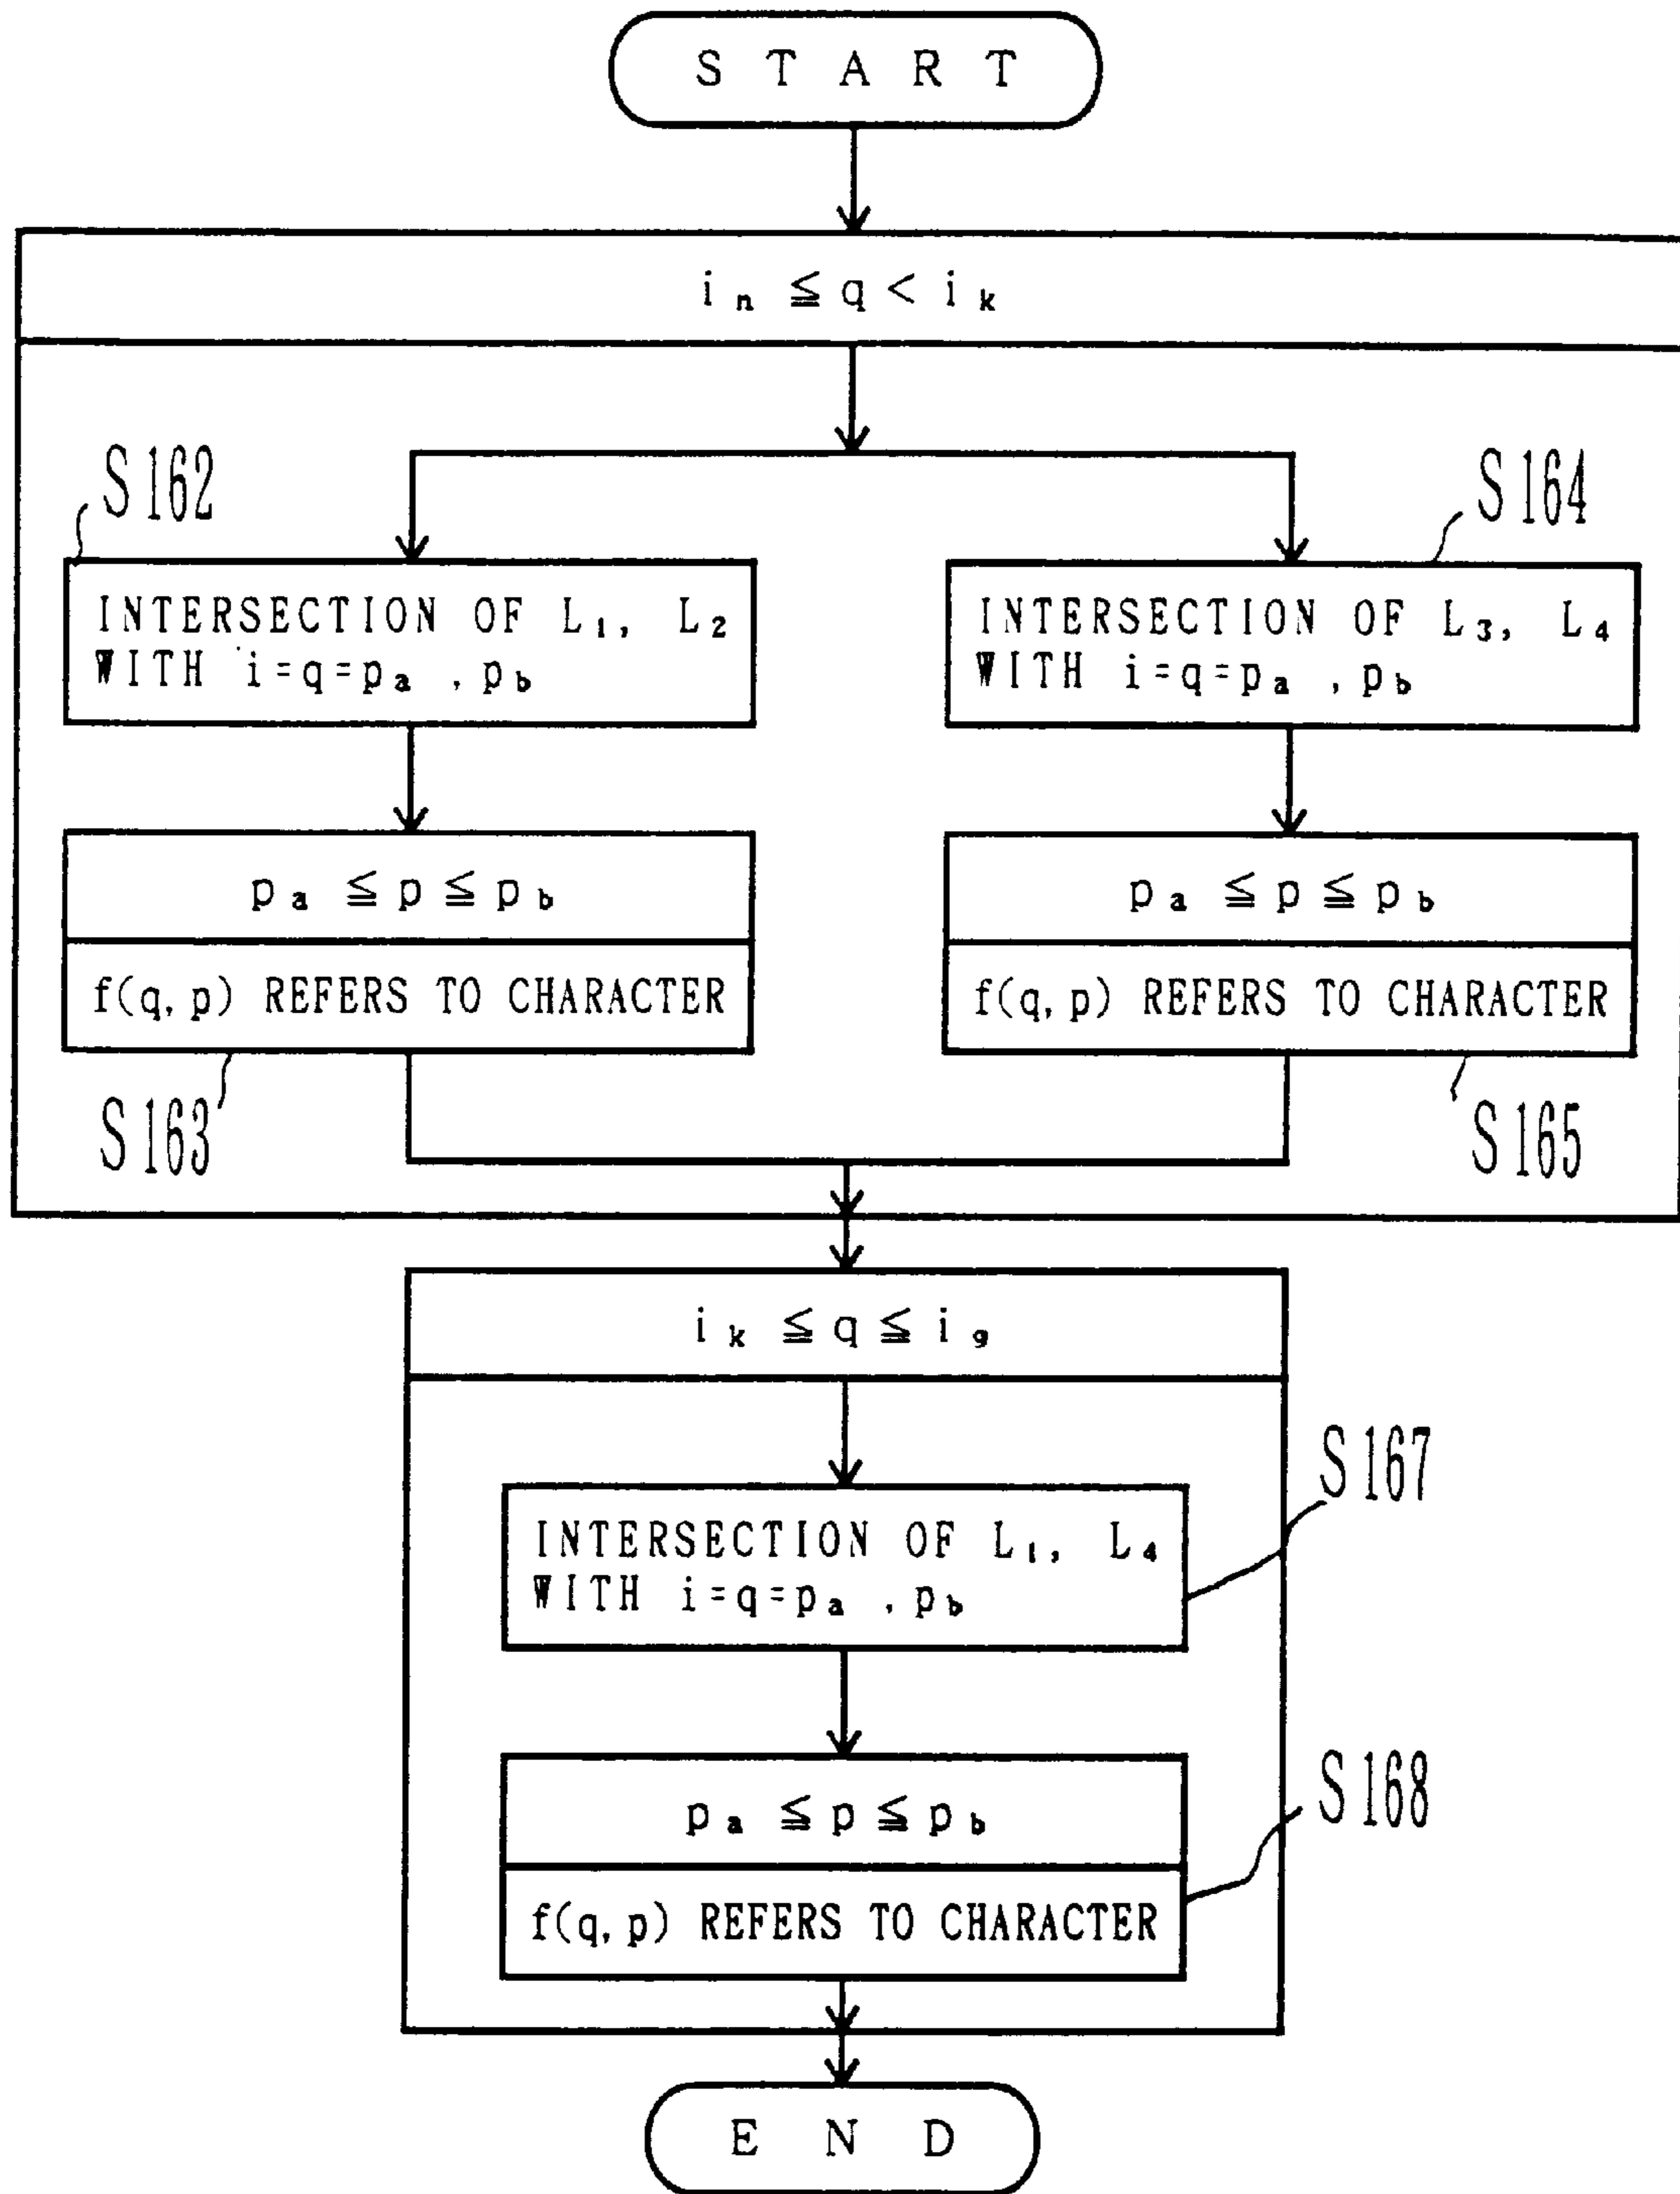 START
iₙ ≦ q < iₖ
S162
S164
INTERSECTION OF L₁, L₂
WITH i=q=pₐ , p_b
INTERSECTION OF L₃, L₄
WITH i=q=pₐ , p_b
pₐ ≦ p ≦ p_b
pₐ ≦ p ≦ p_b
f(q, p) REFERS TO CHARACTER
f(q, p) REFERS TO CHARACTER
S163
S165
iₖ ≦ q ≦ i₉
S167
INTERSECTION OF L₁, L₄
WITH i=q=pₐ , p_b
S168
pₐ ≦ p ≦ p_b
f(q, p) REFERS TO CHARACTER
END